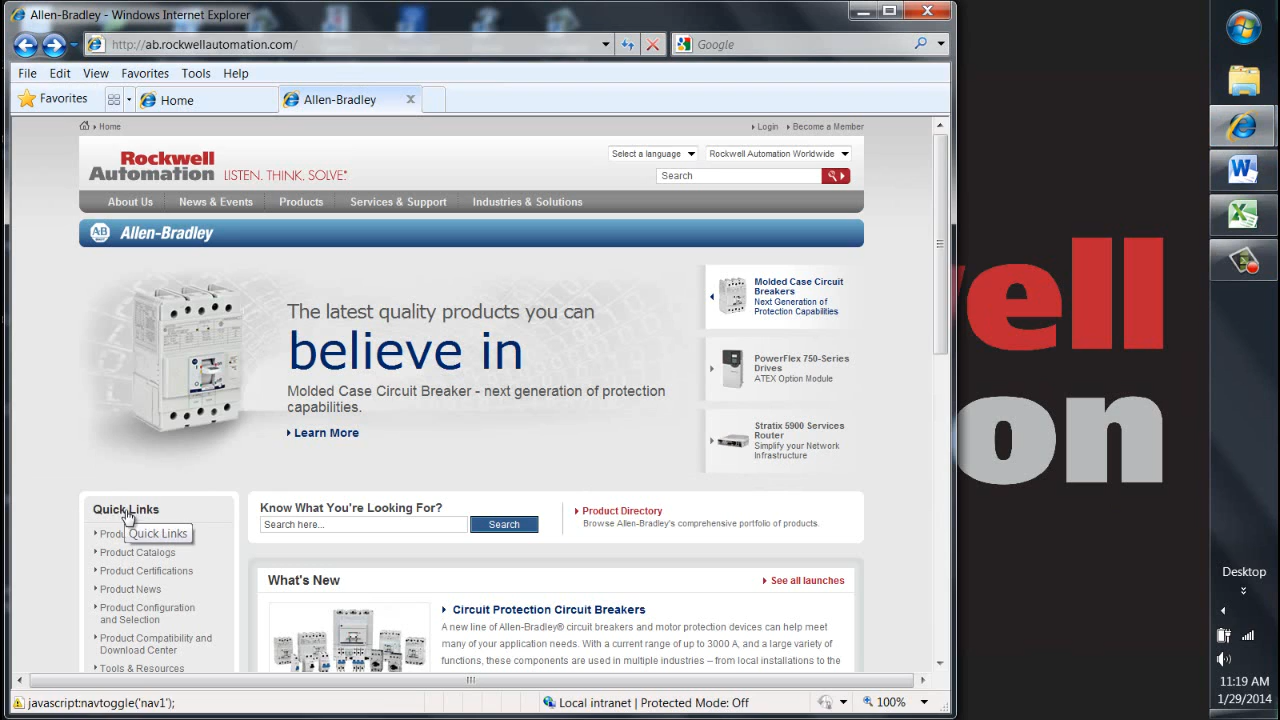 Allen-Bradley - Windows Internet Explorer
http://ab.rockwellautomation.com/
Google
File Edit View Favorites Tools Help
Favorites
Home
Allen-Bradley
Home
Login
Become a Member
Rockwell
Automation
LISTEN. THINK. SOLVE.®
Select a language
Rockwell Automation Worldwide
Search
About Us
News & Events
Products
Services & Support
Industries & Solutions
AB
Allen-Bradley
The latest quality products you can
believe in
Molded Case Circuit Breaker - next generation of protection
capabilities.
Learn More
Molded Case Circuit
Breakers
Next Generation of
Protection Capabilities
PowerFlex 750-Series
Drives
ATEX Option Module
Stratix 5900 Services
Router
Simplify your Network
Infrastructure
Quick Links
Quick Links
Product Catalogs
Product Certifications
Product News
Product Configuration
and Selection
Product Compatibility and
Download Center
Tools & Resources
Know What You're Looking For?
Search here...
Search
Product Directory
Browse Allen-Bradley's comprehensive portfolio of products.
What's New
See all launches
Circuit Protection Circuit Breakers
A new line of Allen-Bradley® circuit breakers and motor protection devices can help meet
many of your application needs. With a current range of up to 3000 A, and a large variety of
functions, these components are used in multiple industries – from local installations to the
javascript:navtoggle('nav1');
Local intranet | Protected Mode: Off
100%
ell
on
Desktop
11:19 AM
1/29/2014